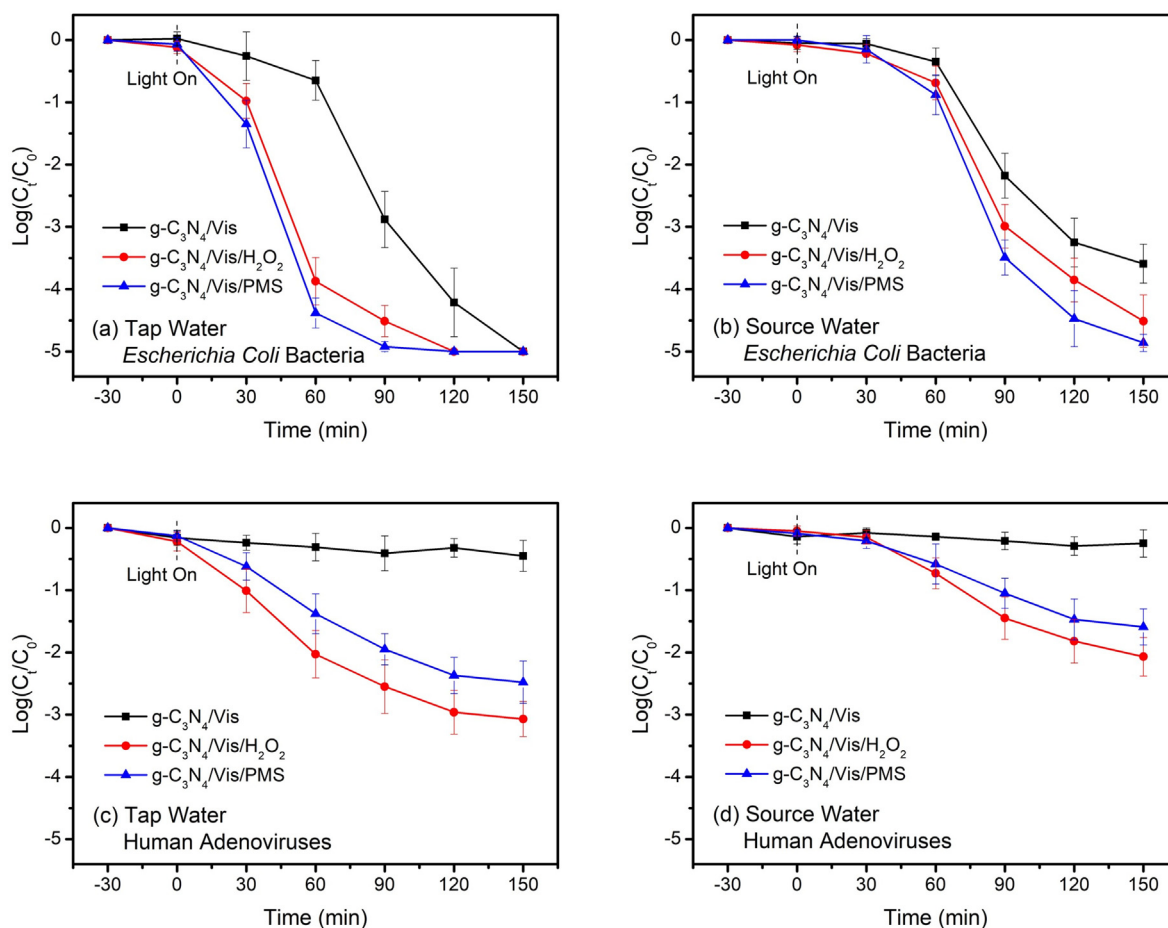 0
-1
-2
-3
-4
-5
Log(Cₜ/C₀)
Light On
g-C₃N₄/Vis
g-C₃N₄/Vis/H₂O₂
g-C₃N₄/Vis/PMS
(a) Tap Water
Escherichia Coli Bacteria
-30 0 30 60 90 120 150
Time (min)
0
-1
-2
-3
-4
-5
Log(Cₜ/C₀)
Light On
g-C₃N₄/Vis
g-C₃N₄/Vis/H₂O₂
g-C₃N₄/Vis/PMS
(b) Source Water
Escherichia Coli Bacteria
-30 0 30 60 90 120 150
Time (min)
0
-1
-2
-3
-4
-5
Log(Cₜ/C₀)
Light On
g-C₃N₄/Vis
g-C₃N₄/Vis/H₂O₂
g-C₃N₄/Vis/PMS
(c) Tap Water
Human Adenoviruses
-30 0 30 60 90 120 150
Time (min)
0
-1
-2
-3
-4
-5
Log(Cₜ/C₀)
Light On
g-C₃N₄/Vis
g-C₃N₄/Vis/H₂O₂
g-C₃N₄/Vis/PMS
(d) Source Water
Human Adenoviruses
-30 0 30 60 90 120 150
Time (min)